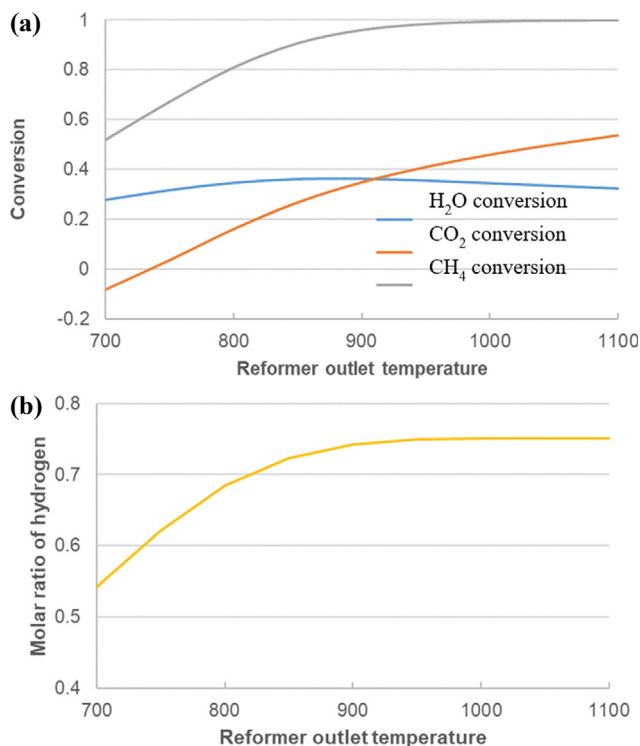 (a)
1
0.8
0.6
0.4
0.2
0
-0.2
Conversion
H₂O conversion
CO₂ conversion
CH₄ conversion
700 800 900 1000 1100
Reformer outlet temperature
(b)
0.8
0.7
0.6
0.5
0.4
Molar ratio of hydrogen
700 800 900 1000 1100
Reformer outlet temperature